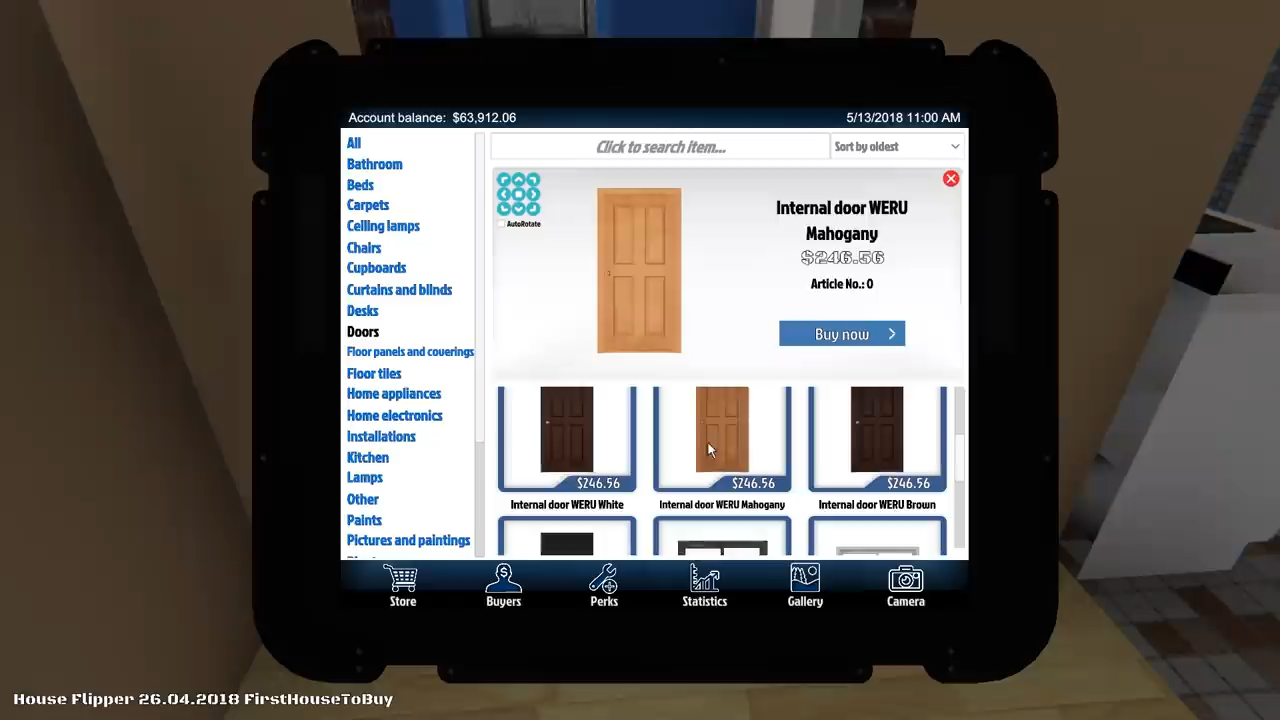 Account balance: $63,912.06
5/13/2018 11:00 AM
All
Bathroom
Beds
Carpets
Ceiling lamps
Chairs
Cupboards
Curtains and blinds
Desks
Doors
Floor panels and coverings
Floor tiles
Home appliances
Home electronics
Installations
Kitchen
Lamps
Other
Paints
Pictures and paintings
Click to search item...
Sort by oldest
AutoRotate
Internal door WERU
Mahogany
$246.56
Article No.: 0
Buy now
$246.56
$246.56
$246.56
Internal door WERU White
Internal door WERU Mahogany
Internal door WERU Brown
Store
Buyers
Perks
Statistics
Gallery
Camera
House Flipper 26.04.2018 FirstHouseToBuy